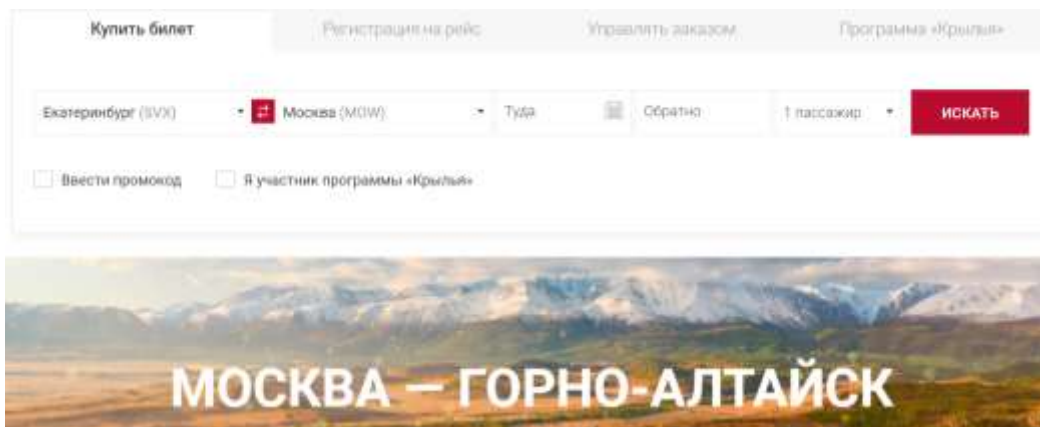 Купить билет
Регистрация на рейс
Управлять заказом
Программа «Крылья»
Екатеринбург (SVX)
Москва (MOW)
Туда
Обратно
1 пассажир
ИСКАТЬ
Ввести промокод
Я участник программы «Крылья»
МОСКВА — ГОРНО-АЛТАЙСК